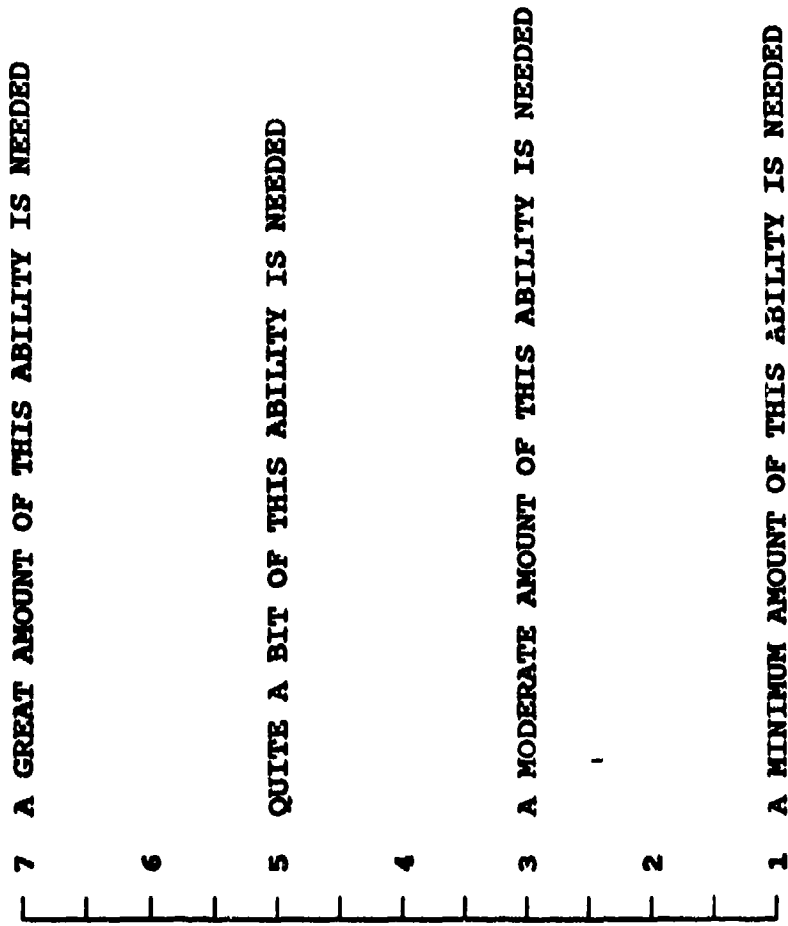 7 A GREAT AMOUNT OF THIS ABILITY IS NEEDED
6
5 QUITE A BIT OF THIS ABILITY IS NEEDED
4
3 A MODERATE AMOUNT OF THIS ABILITY IS NEEDED
2
1 A MINIMUM AMOUNT OF THIS ABILITY IS NEEDED